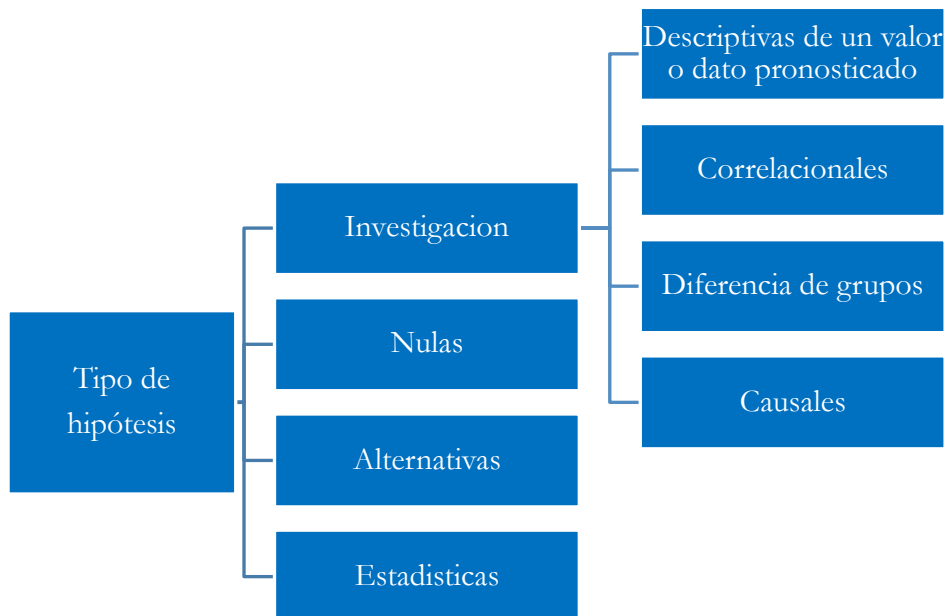 Tipo de
hipótesis
Investigacion
Nulas
Alternativas
Estadisticas
Descriptivas de un valor
o dato pronosticado
Correlacionales
Diferencia de grupos
Causales